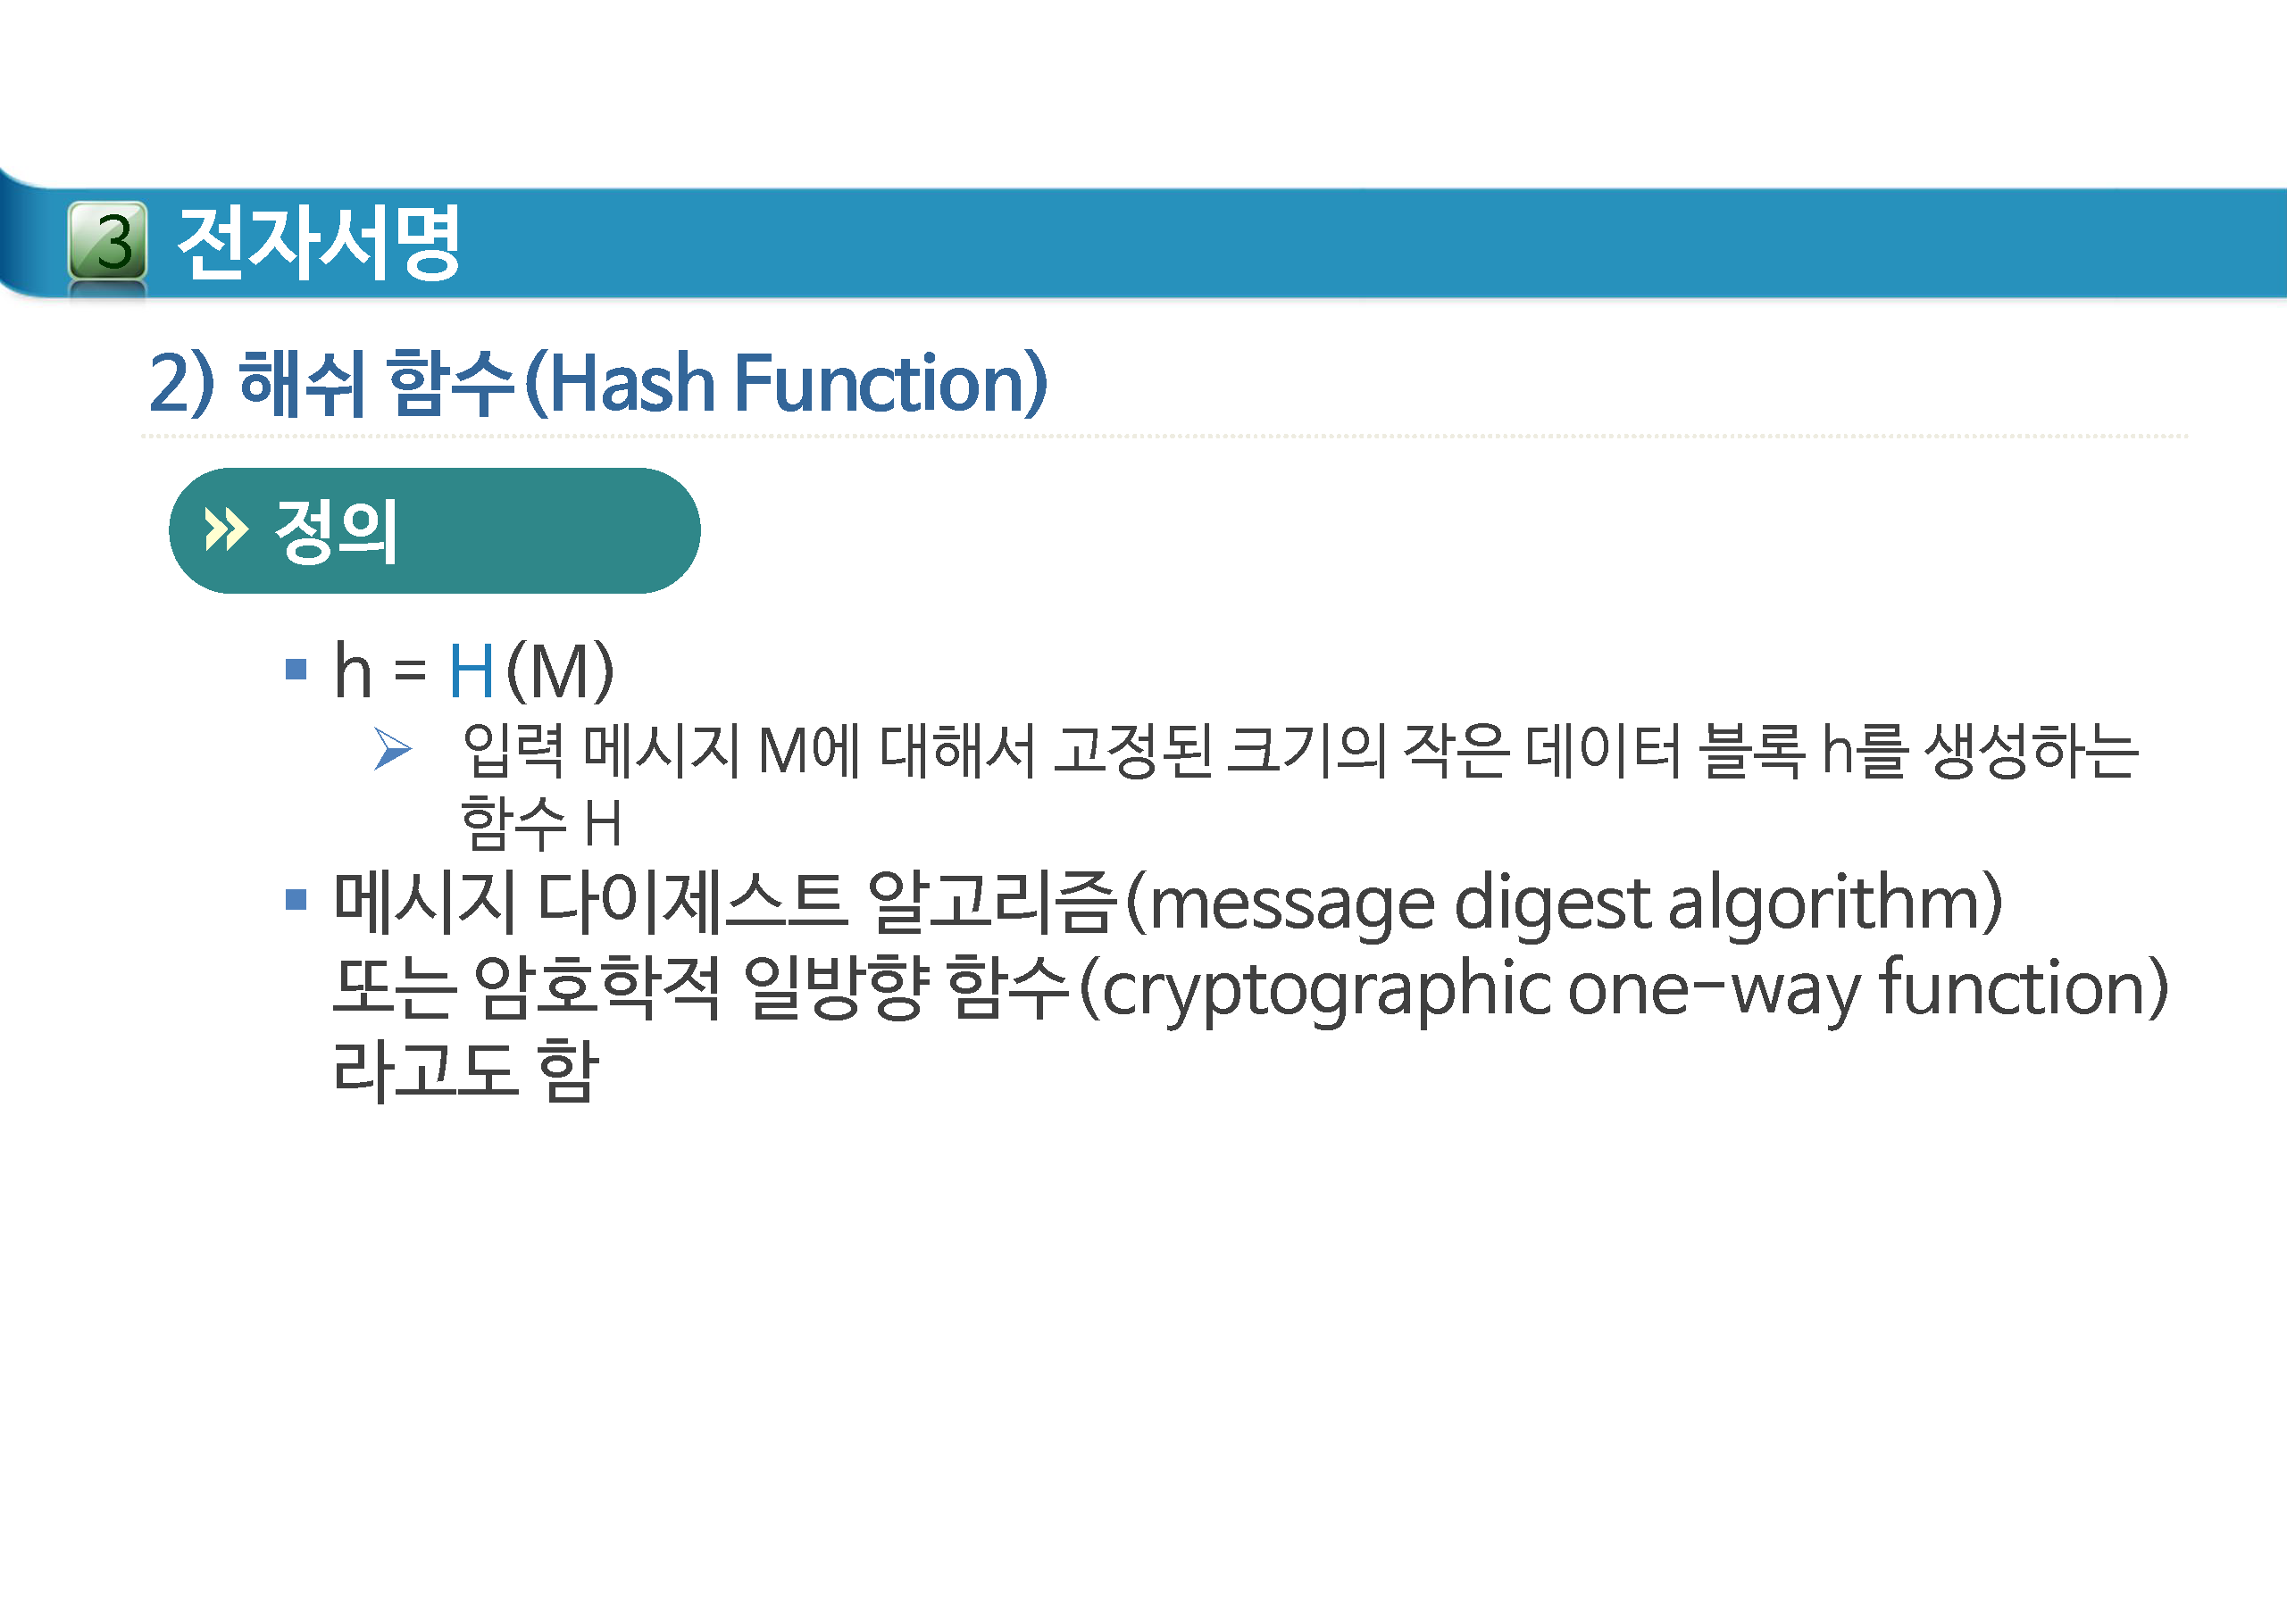 3 전자서명
2) 해쉬 함수(Hash Function)
» 정의
▪ h = H(M)
➢ 입력 메시지 M에 대해서 고정된 크기의 작은 데이터 블록 h를 생성하는
함수 H
▪ 메시지 다이제스트 알고리즘(message digest algorithm)
또는 암호학적 일방향 함수(cryptographic one-way function)
라고도 함